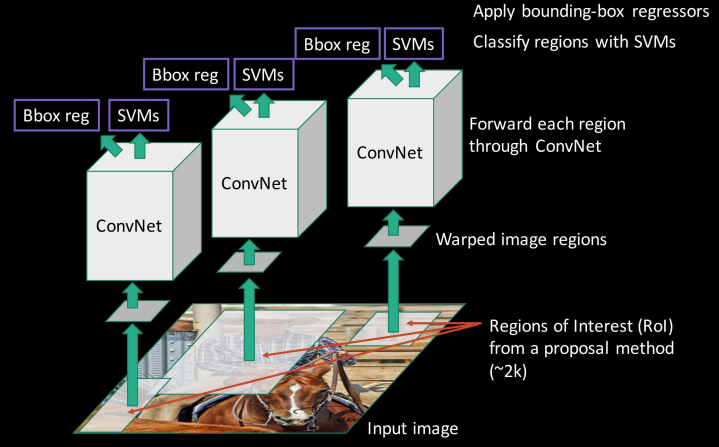 Apply bounding-box regressors
Bbox reg SVMs
Classify regions with SVMs
Bbox reg SVMs
Bbox reg SVMs
Forward each region
through ConvNet
ConvNet
ConvNet
ConvNet
Warped image regions
Regions of Interest (RoI)
from a proposal method
(~2k)
Input image